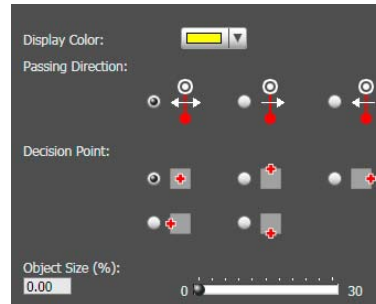 Display Color:
Passing Direction:
Decision Point:
Object Size (%):
0.00
0 30